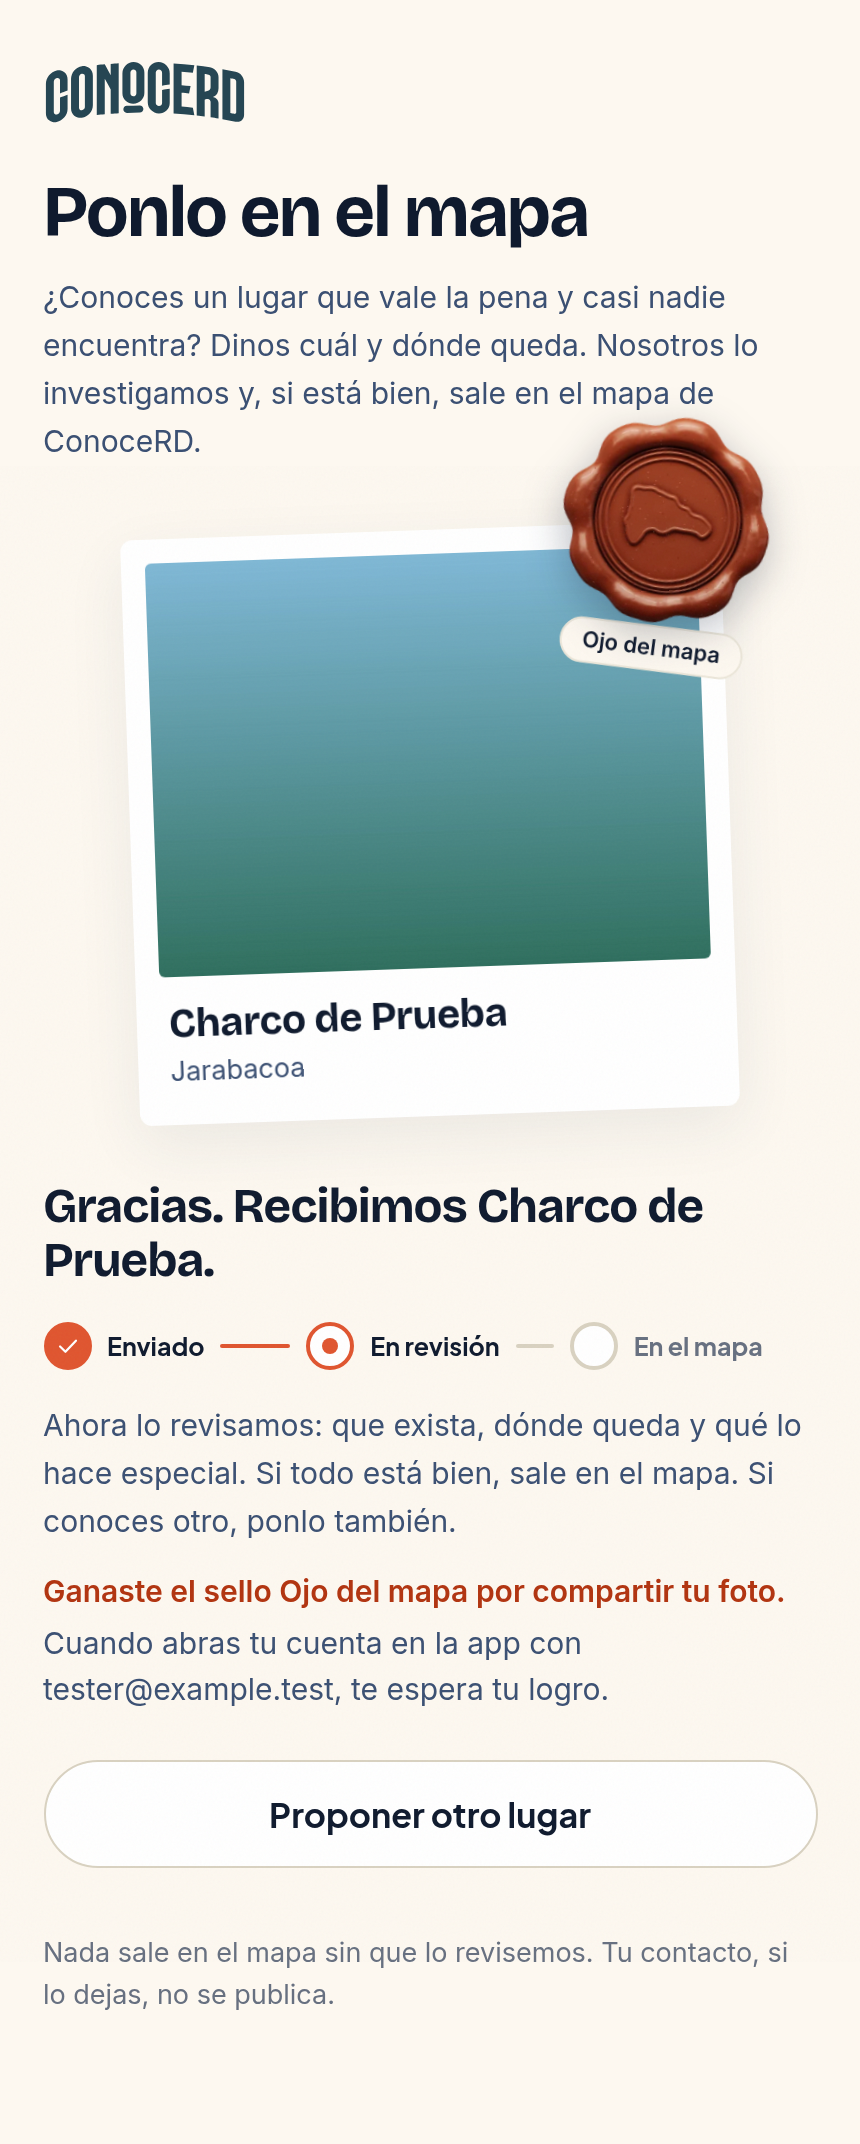 CONOCERD
Ponlo en el mapa
¿Conoces un lugar que vale la pena y casi nadie
encuentra? Dinos cuál y dónde queda. Nosotros lo
investigamos y, si está bien, sale en el mapa de
ConoceRD.
Ojo del mapa
Charco de Prueba
Jarabacoa
Gracias. Recibimos Charco de
Prueba.
Enviado En revisión En el mapa
Ahora lo revisamos: que exista, dónde queda y qué lo
hace especial. Si todo está bien, sale en el mapa. Si
conoces otro, ponlo también.
Ganaste el sello Ojo del mapa por compartir tu foto.
Cuando abras tu cuenta en la app con
tester@example.test, te espera tu logro.
Proponer otro lugar
Nada sale en el mapa sin que lo revisemos. Tu contacto, si
lo dejas, no se publica.